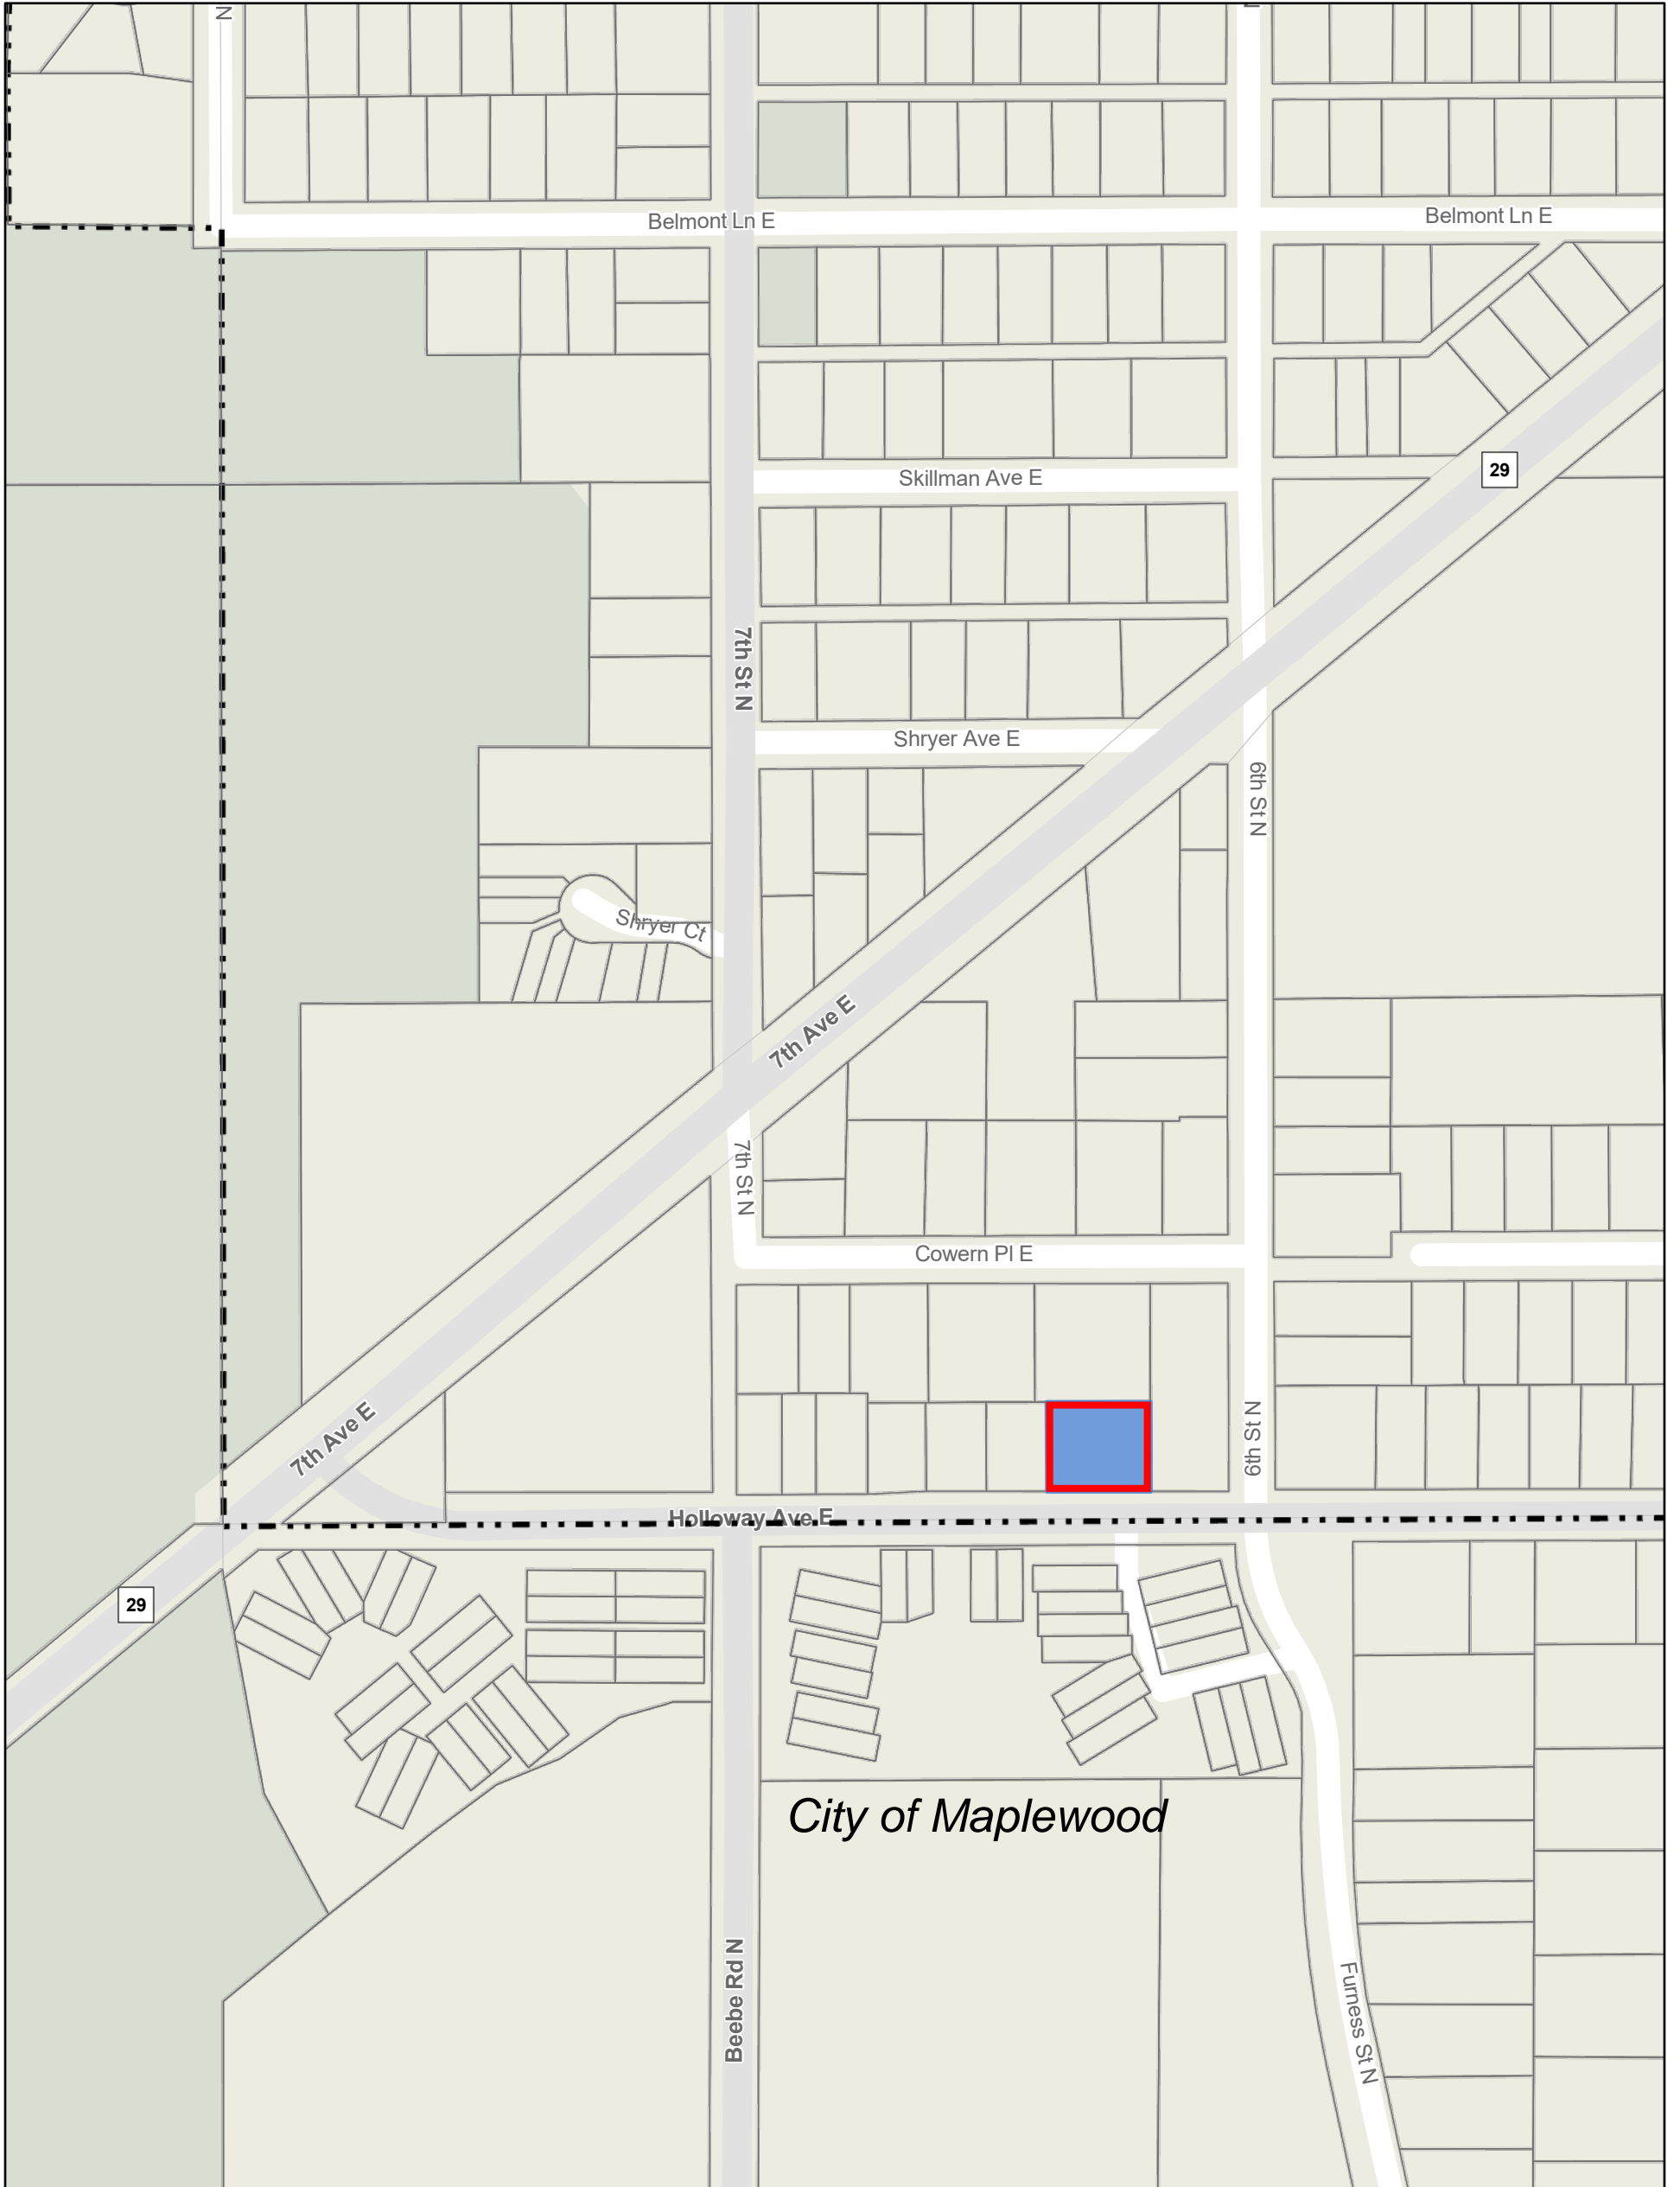 N
Belmont Ln E
Belmont Ln E
Skillman Ave E
29
7th St N
Shryer Ave E
6th St N
Shryer Ct
7th Ave E
7th St N
Cowern Pl E
7th Ave E
6th St N
Holloway Ave E
29
City of Maplewood
Beebe Rd N
Furness St N